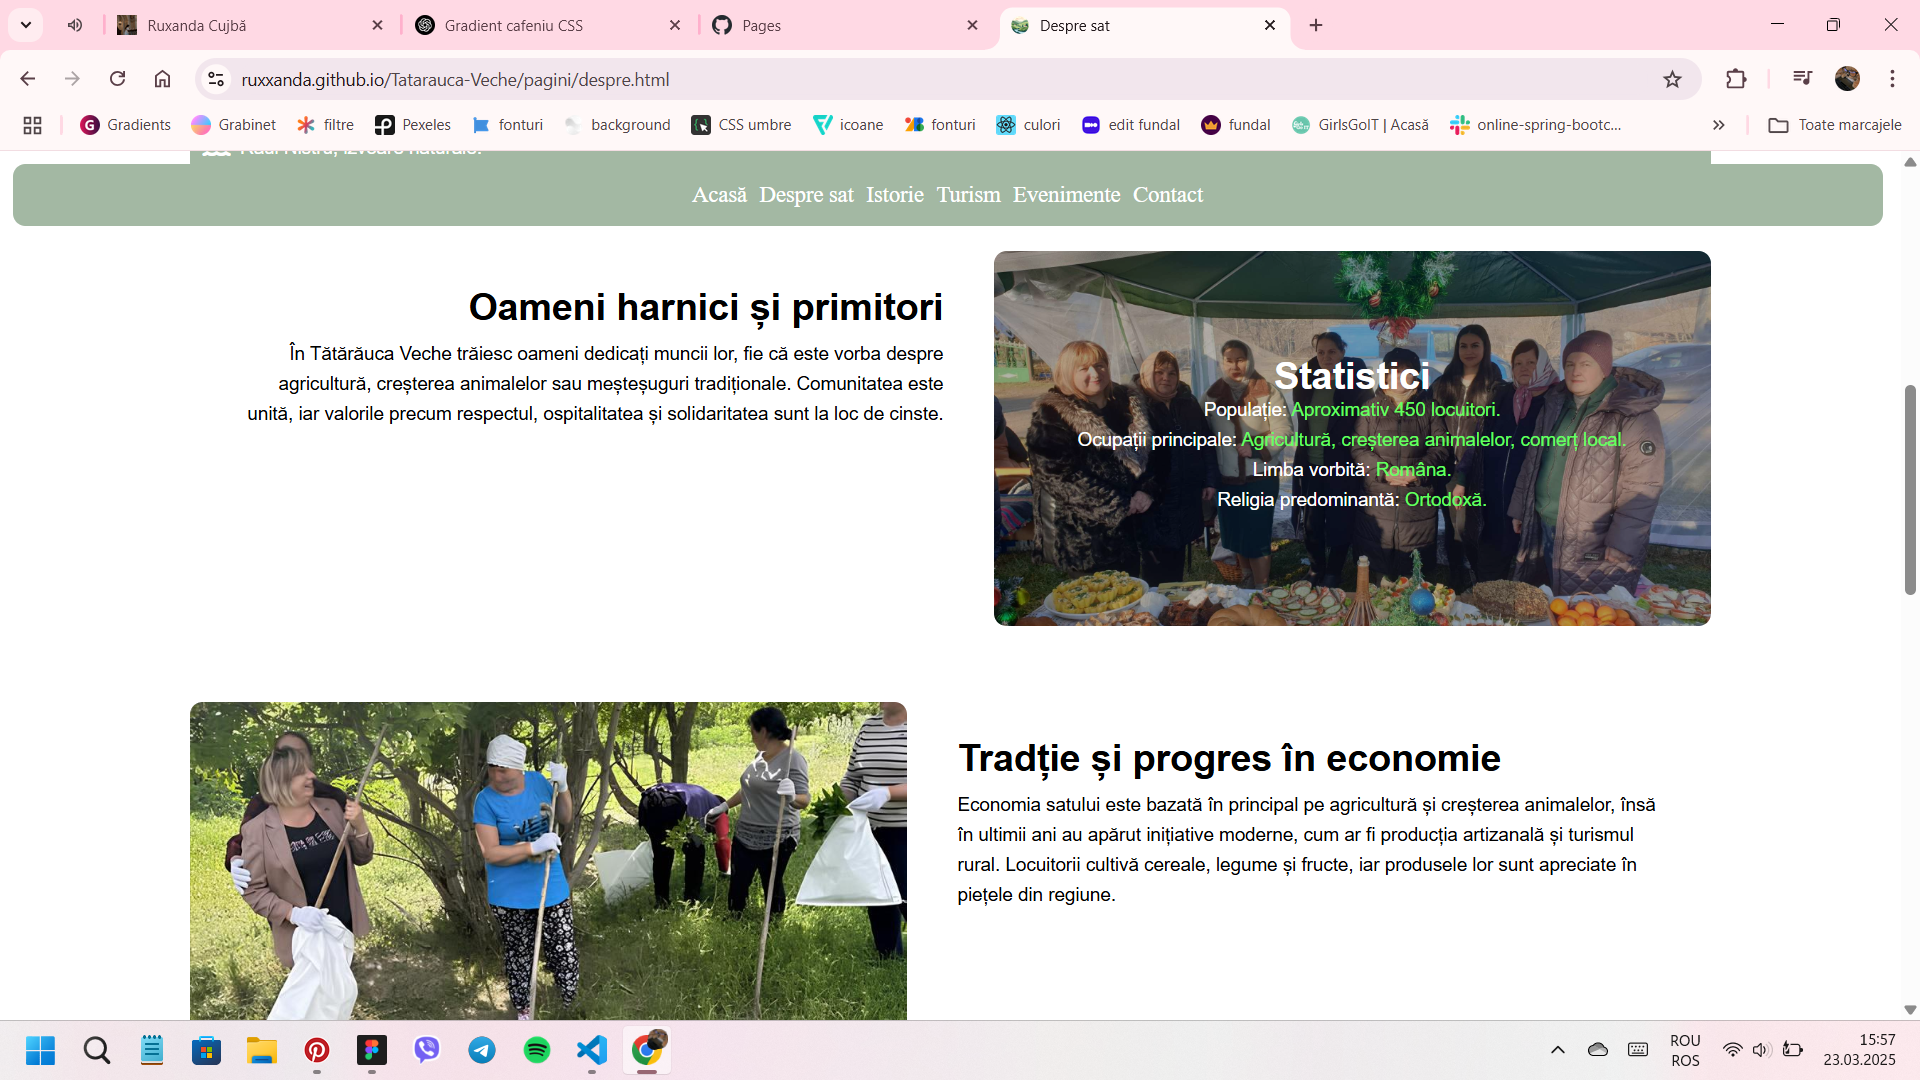 Ruxanda Cujbă
Gradient cafeniu CSS
Pages
Despre sat
ruxxanda.github.io/Tatarauca-Veche/pagini/despre.html
Gradients
Grabinet
filtre
Pexeles
fonturi
background
CSS umbre
icoane
fonturi
culori
edit fundal
fundal
GirlsGoIT | Acasă
online-spring-bootc...
Toate marcajele
Acasă Despre sat Istorie Turism Evenimente Contact
Oameni harnici și primitori
În Tătărăuca Veche trăiesc oameni dedicați muncii lor, fie că este vorba despre
agricultură, creșterea animalelor sau meșteșuguri tradiționale. Comunitatea este
unită, iar valorile precum respectul, ospitalitatea și solidaritatea sunt la loc de cinste.
Statistici
Populație: Aproximativ 450 locuitori.
Ocupații principale: Agricultură, creșterea animalelor, comerț local.
Limba vorbită: Româna.
Religia predominantă: Ortodoxă.
Tradție și progres în economie
Economia satului este bazată în principal pe agricultură și creșterea animalelor, însă
în ultimii ani au apărut inițiative moderne, cum ar fi producția artizanală și turismul
rural. Locuitorii cultivă cereale, legume și fructe, iar produsele lor sunt apreciate în
piețele din regiune.
ROU
ROS
15:57
23.03.2025